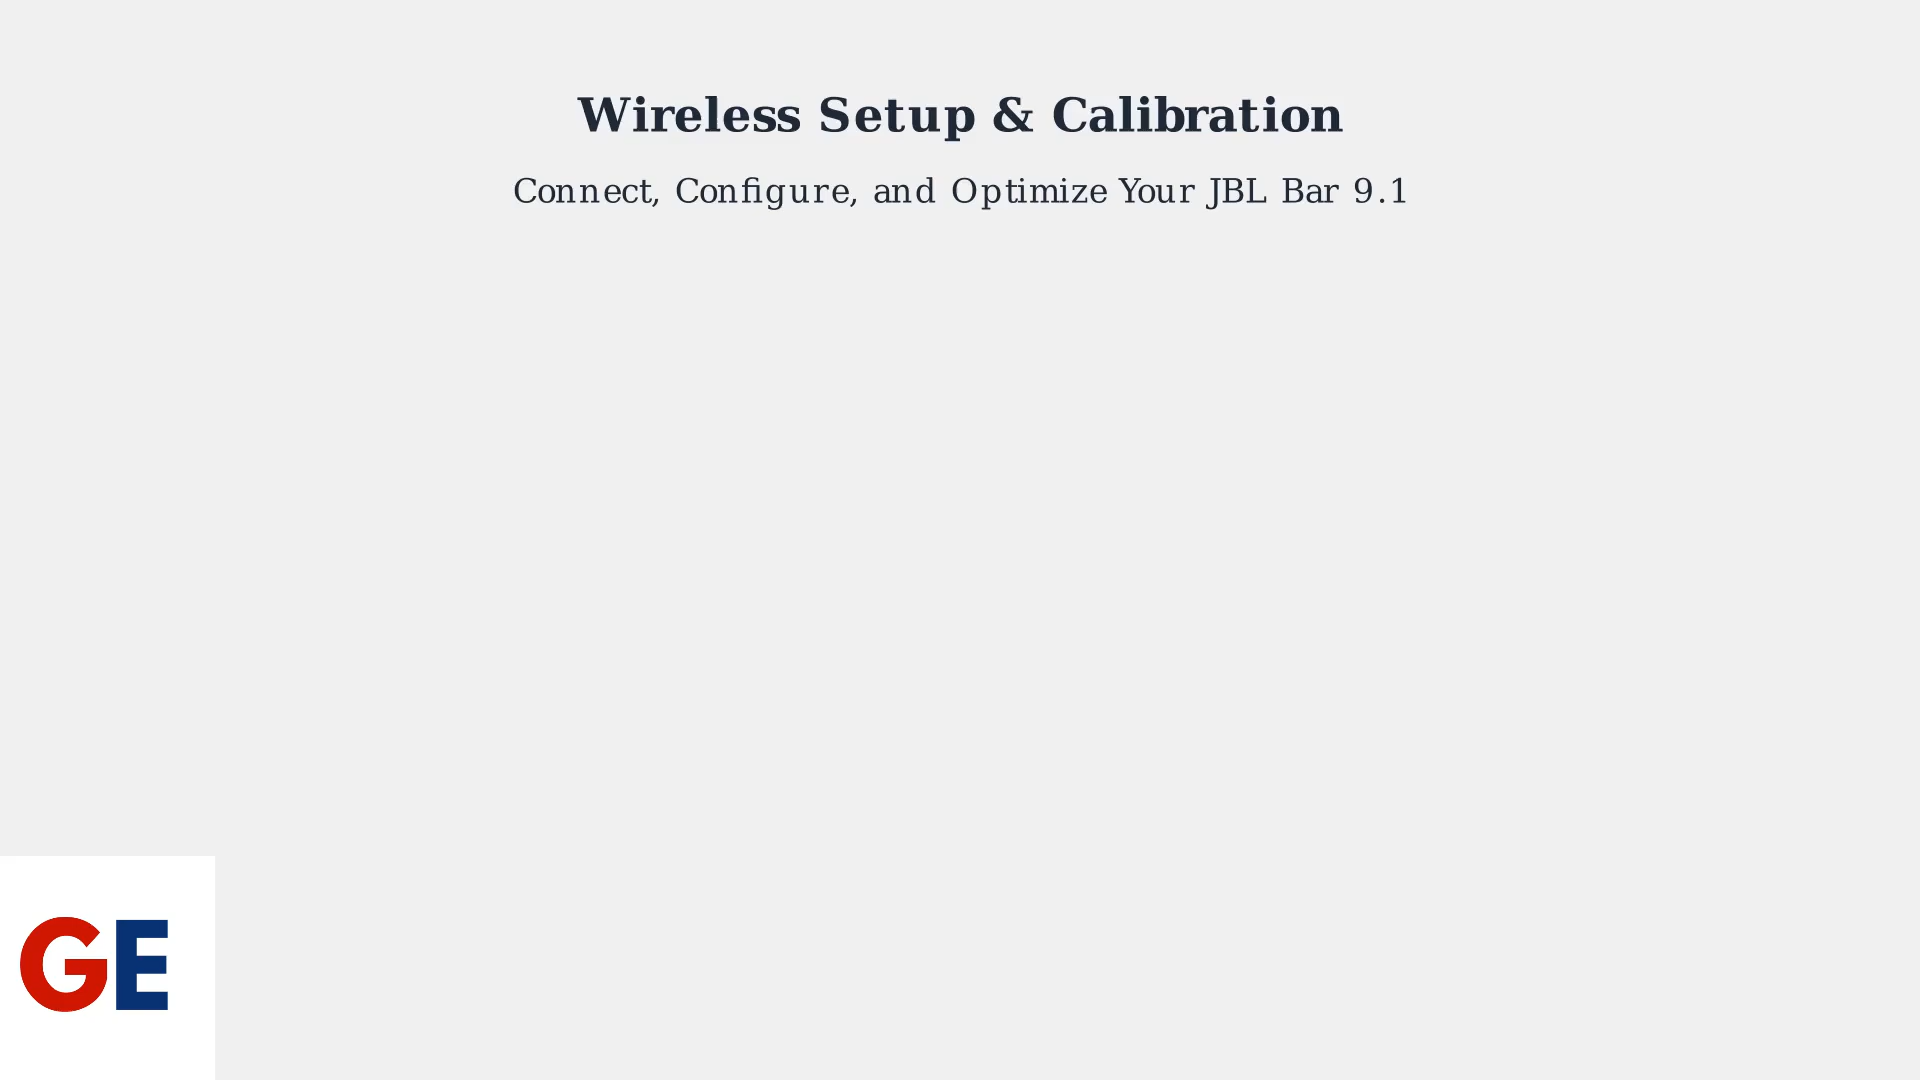 Wireless Setup & Calibration
Connect, Configure, and Optimize Your JBL Bar 9.1
GE